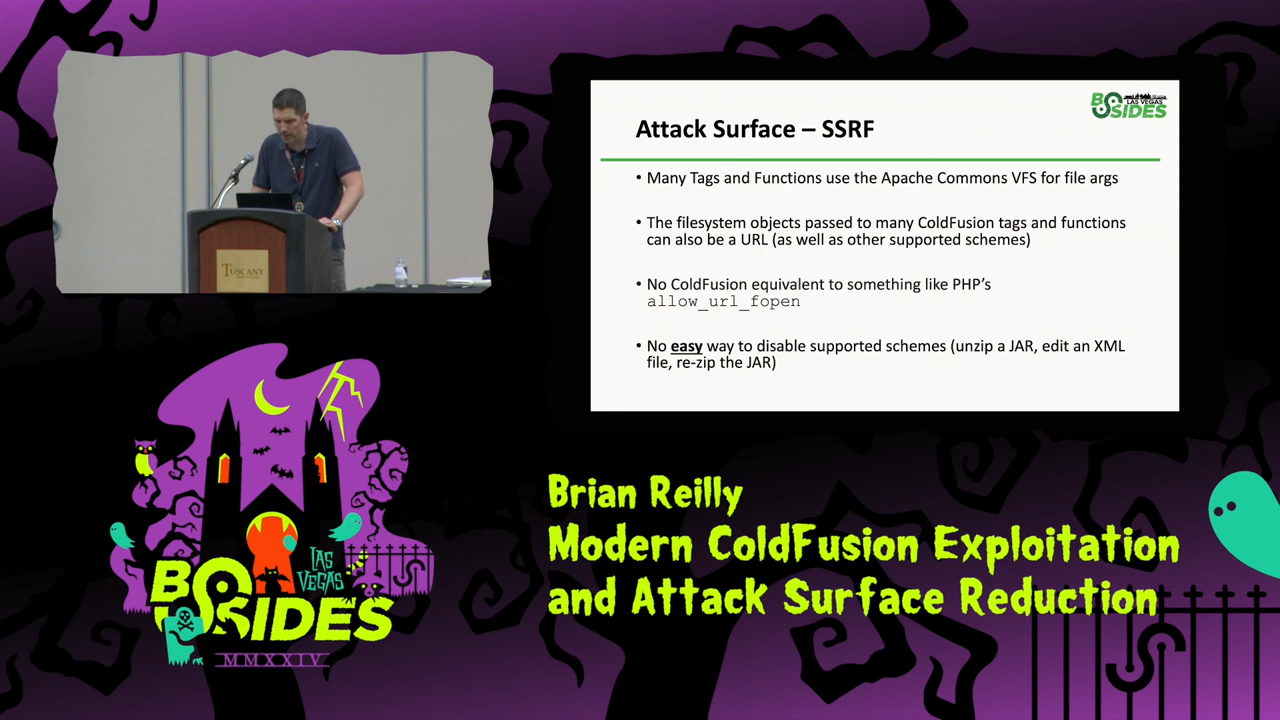 TUSCANY
BSIDES
LAS VEGAS
Attack Surface – SSRF
• Many Tags and Functions use the Apache Commons VFS for file args
• The filesystem objects passed to many ColdFusion tags and functions
can also be a URL (as well as other supported schemes)
• No ColdFusion equivalent to something like PHP’s
allow_url_fopen
• No easy way to disable supported schemes (unzip a JAR, edit an XML
file, re-zip the JAR)
LAS
VEGAS
BSIDES
MMXXIV
Brian Reilly
Modern ColdFusion Exploitation
and Attack Surface Reduction